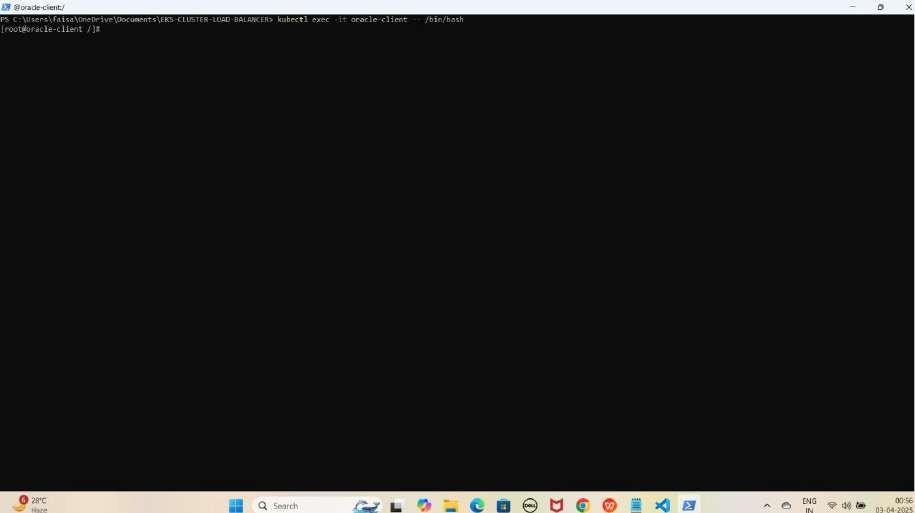 @oracle-client:/
PS C:\Users\faisa\OneDrive\Documents\EKS-CLUSTER-LOAD-BALANCER> kubectl exec -it oracle-client -- /bin/bash
[root@oracle-client /]#
6
28°C
Haze
Search
DELL
ENG
IN
00:56
03-04-2025